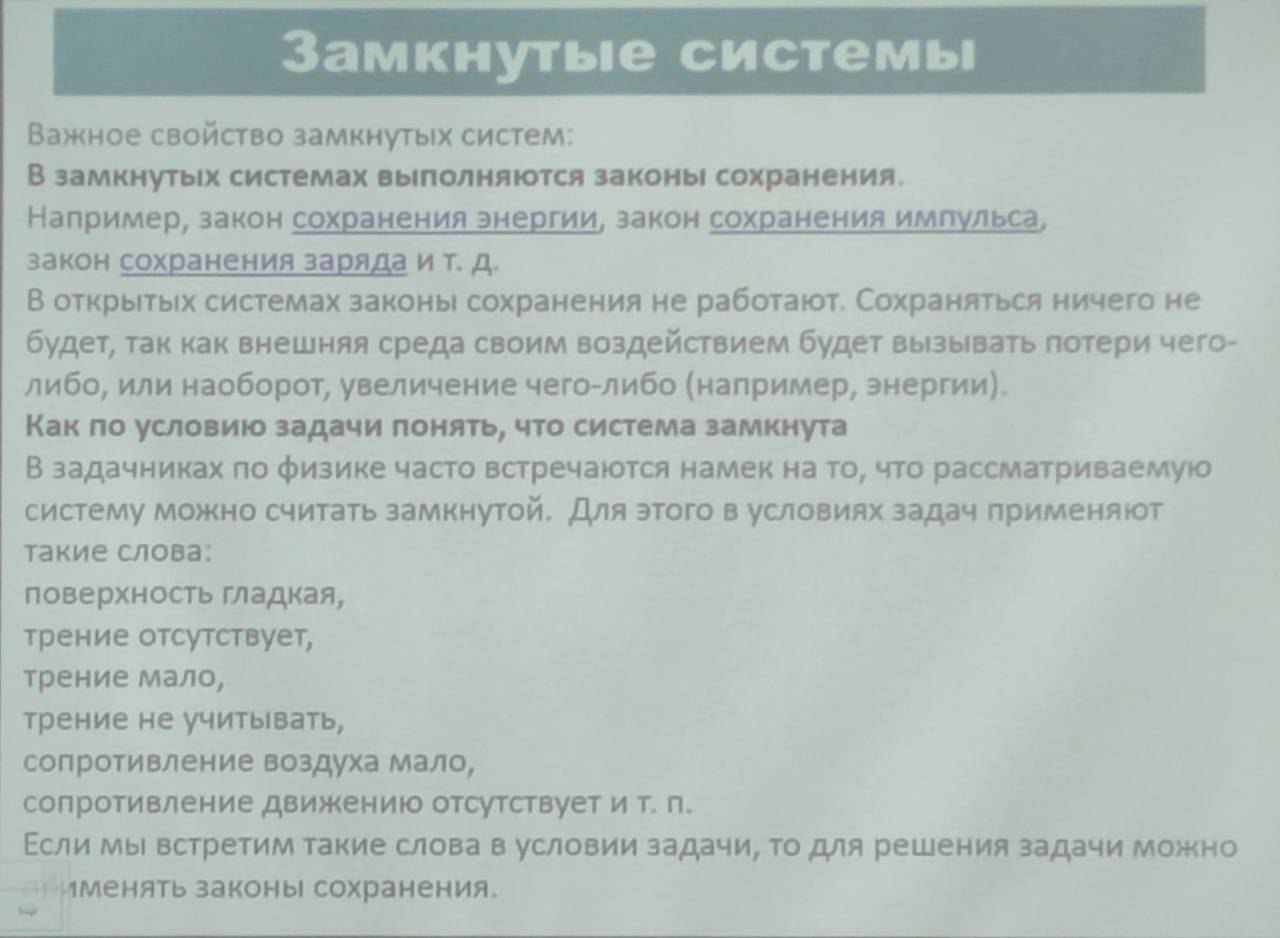 Замкнутые системы
Важное свойство замкнутых систем:
В замкнутых системах выполняются законы сохранения.
Например, закон сохранения энергии, закон сохранения импульса,
закон сохранения заряда и т. д.
В открытых системах законы сохранения не работают. Сохраняться ничего не
будет, так как внешняя среда своим воздействием будет вызывать потери чего-
либо, или наоборот, увеличение чего-либо (например, энергии).
Как по условию задачи понять, что система замкнута
В задачниках по физике часто встречаются намек на то, что рассматриваемую
систему можно считать замкнутой. Для этого в условиях задач применяют
такие слова:
поверхность гладкая,
трение отсутствует,
трение мало,
трение не учитывать,
сопротивление воздуха мало,
сопротивление движению отсутствует и т. п.
Если мы встретим такие слова в условии задачи, то для решения задачи можно
применять законы сохранения.